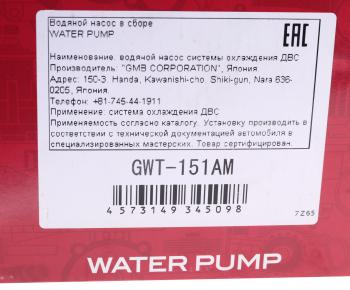 Водяной насос в сборе
WATER PUMP
EAC
Наименование: водяной насос системы охлаждения ДВС
Производитель: "GMB CORPORATION", Япония
Адрес: 150-3. Handa, Kawanishi-cho. Shiki-gun, Nara 636-
0205, Япония.
Телефон: +81-745-44-1911
Применение: система охлаждения ДВС
Применяемость согласно каталогу. Установку производить в
соответствии с технической документацией автомобиля в
специализированных мастерских. Товар сертифицирован.
GWT-151AM
4 573149 345098
7Z65
WATER PUMP